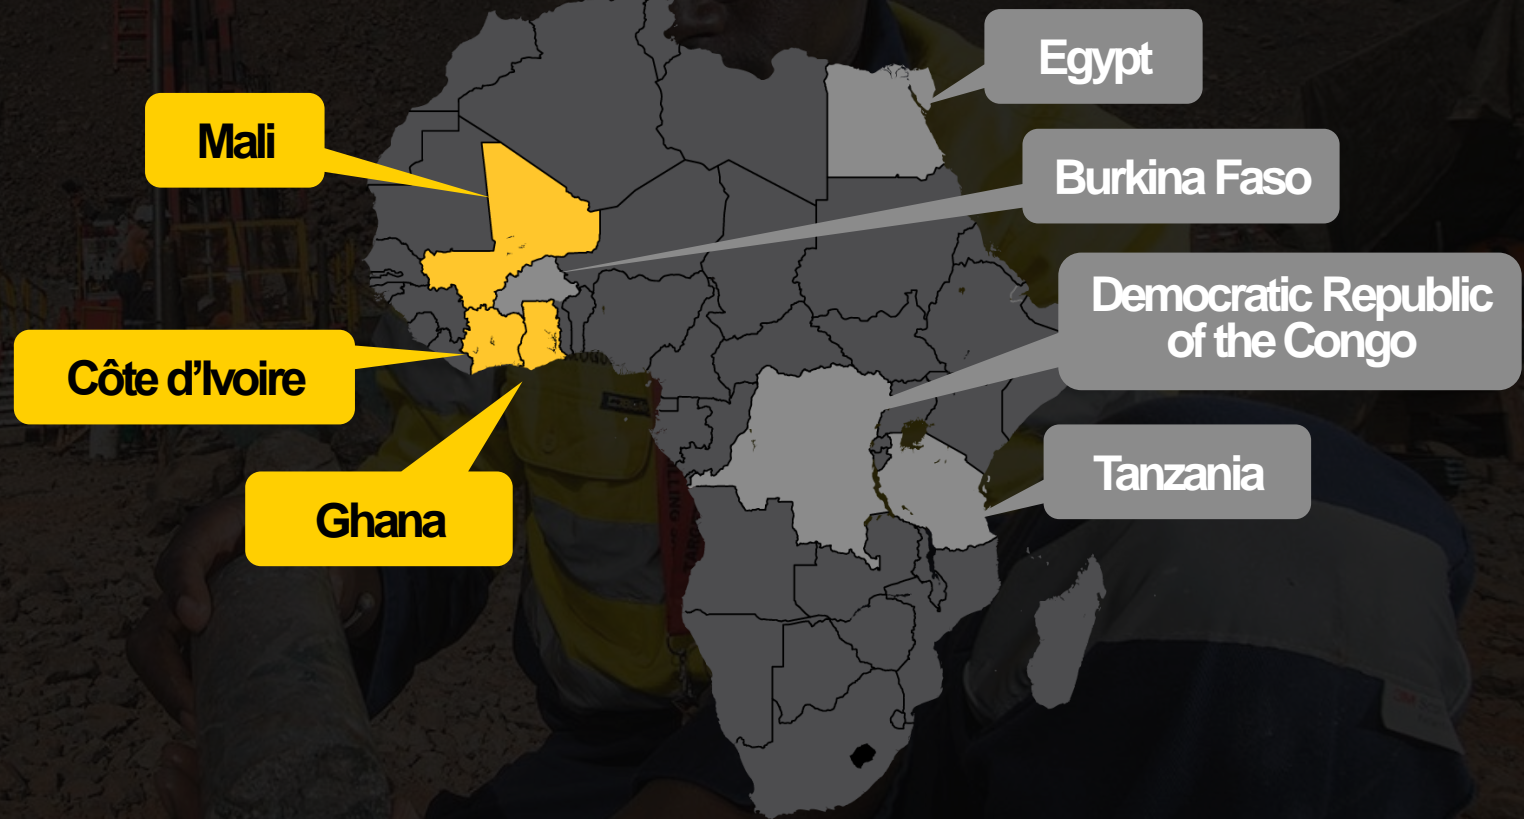 Egypt
Mali
Burkina Faso
Democratic Republic
of the Congo
Côte d’Ivoire
Tanzania
Ghana